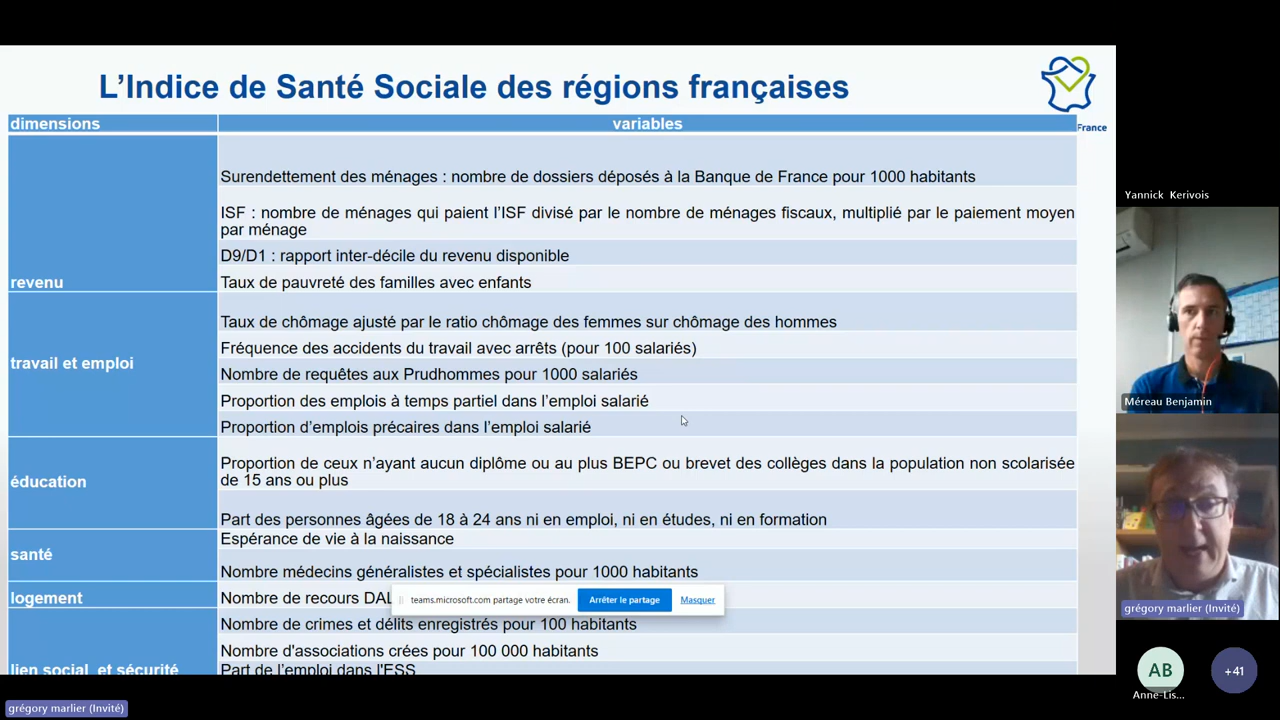 L’Indice de Santé Sociale des régions françaises
France
dimensions
variables
revenu
Surendettement des ménages : nombre de dossiers déposés à la Banque de France pour 1000 habitants
ISF : nombre de ménages qui paient l’ISF divisé par le nombre de ménages fiscaux, multiplié par le paiement moyen
par ménage
D9/D1 : rapport inter-décile du revenu disponible
Taux de pauvreté des familles avec enfants
travail et emploi
Taux de chômage ajusté par le ratio chômage des femmes sur chômage des hommes
Fréquence des accidents du travail avec arrêts (pour 100 salariés)
Nombre de requêtes aux Prudhommes pour 1000 salariés
Proportion des emplois à temps partiel dans l’emploi salarié
Proportion d’emplois précaires dans l’emploi salarié
éducation
Proportion de ceux n’ayant aucun diplôme ou au plus BEPC ou brevet des collèges dans la population non scolarisée
de 15 ans ou plus
Part des personnes âgées de 18 à 24 ans ni en emploi, ni en études, ni en formation
santé
Espérance de vie à la naissance
Nombre médecins généralistes et spécialistes pour 1000 habitants
logement
Nombre de recours DAL
teams.microsoft.com partage votre écran.
Arrêter le partage
Masquer
lien social et sécurité
Nombre de crimes et délits enregistrés pour 100 habitants
Nombre d'associations crées pour 100 000 habitants
Part de l’emploi dans l'ESS
Yannick Kerivois
Méreau Benjamin
grégory marlier (Invité)
AB
Anne-Lis...
+41
grégory marlier (Invité)